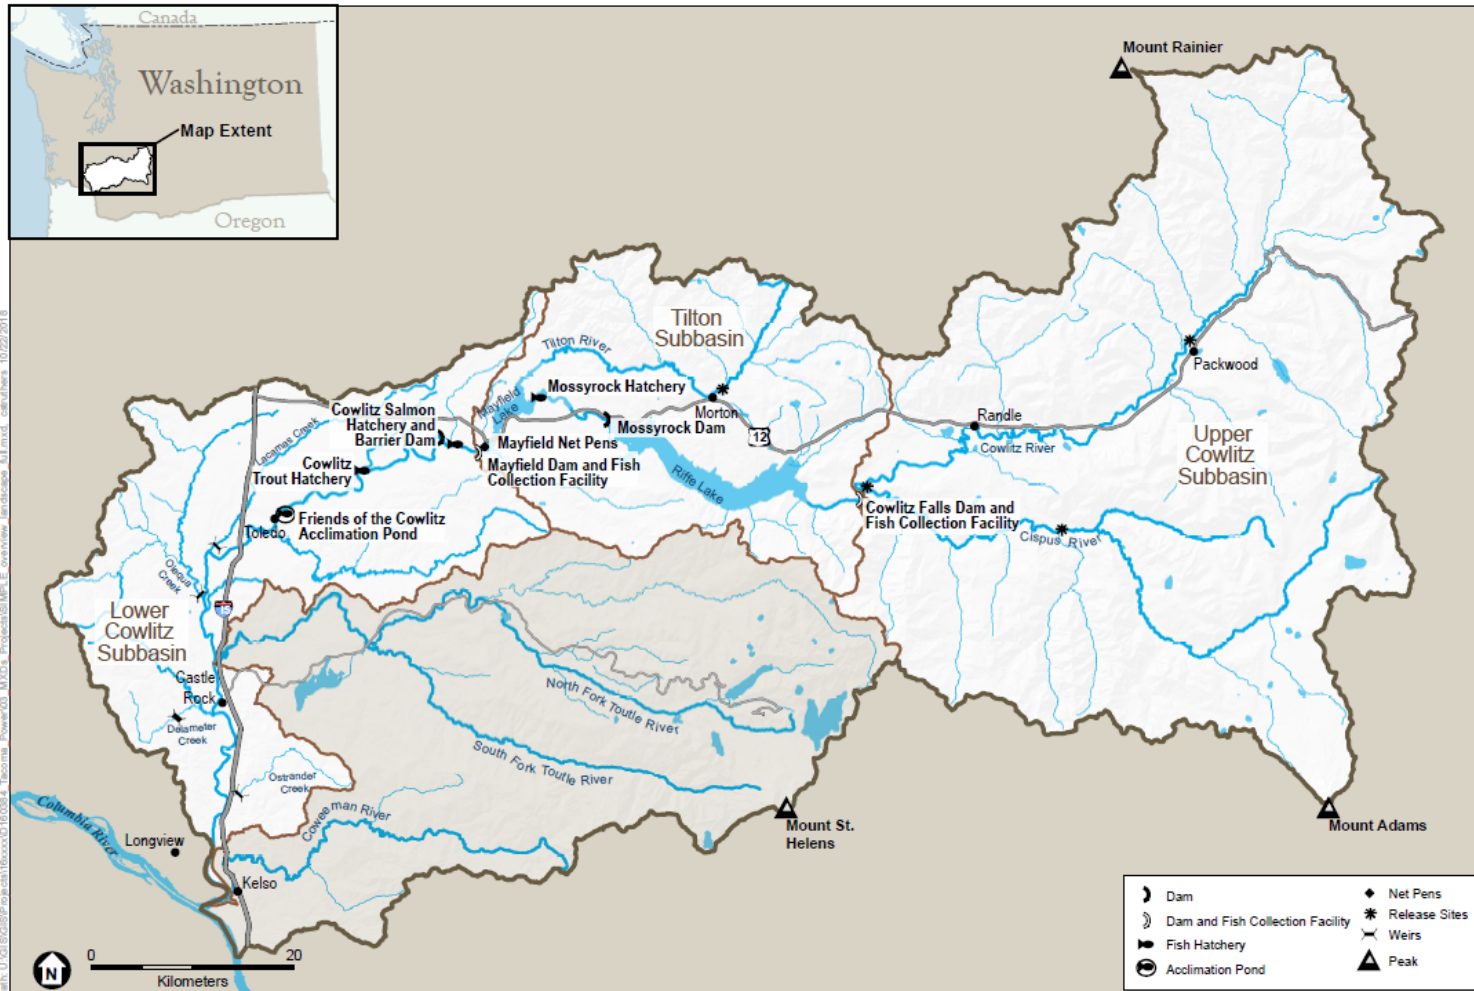 Canada
Washington
Map Extent
Oregon
Mount Rainier
Tilton
Subbasin
Tilton River
Mossyrock Hatchery
Mayfield
Lake
Morton
Mossyrock Dam
12
Packwood
Randle
Cowlitz River
Upper
Cowlitz
Subbasin
Cowlitz Salmon
Hatchery and
Barrier Dam
Lacamas Creek
Mayfield Net Pens
Mayfield Dam and Fish
Collection Facility
Cowlitz
Trout Hatchery
Riffe Lake
Cowlitz Falls Dam and
Fish Collection Facility
Cispus River
Friends of the Cowlitz
Acclimation Pond
Toledo
Olequa
Creek
Lower
Cowlitz
Subbasin
Castle
Rock
Delameter
Creek
North Fork Toutle River
South Fork Toutle River
Ostrander
Creek
Coweeman River
Columbia River
Longview
Kelso
Mount St.
Helens
Mount Adams
Dam
Dam and Fish Collection Facility
Fish Hatchery
Acclimation Pond
Net Pens
Release Sites
Weirs
Peak
N
0 20
Kilometers